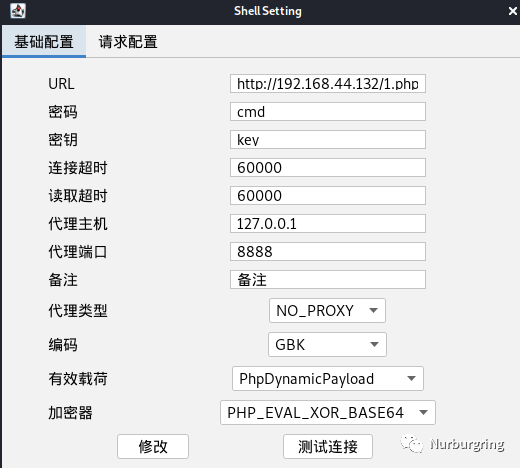 Shell Setting
基础配置 请求配置
URL http://192.168.44.132/1.php
密码 cmd
密钥 key
连接超时 60000
读取超时 60000
代理主机 127.0.0.1
代理端口 8888
备注 备注
代理类型 NO_PROXY
编码 GBK
有效载荷 PhpDynamicPayload
加密器 PHP_EVAL_XOR_BASE64
修改 测试连接
Nurburgring